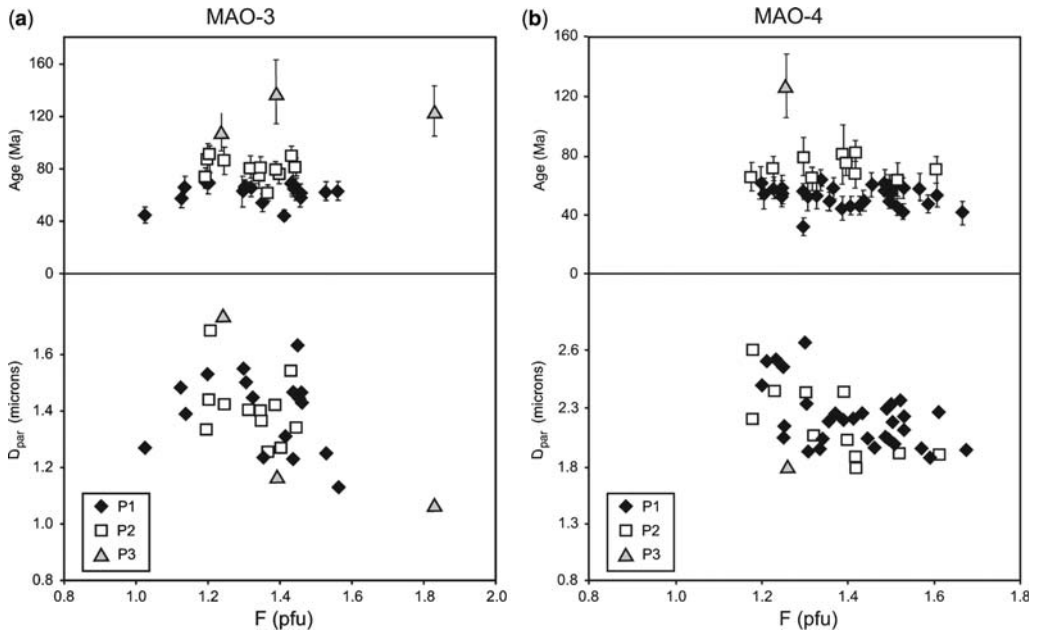 (a) MAO-3
Age (Ma)
160
120
80
40
0
D_par (microns)
1.6
1.4
1.2
1.0
0.8
P1
P2
P3
0.8 1.0 1.2 1.4 1.6 1.8 2.0
F (pfu)
(b) MAO-4
Age (Ma)
160
120
80
40
0
D_par (microns)
2.6
2.3
1.8
1.3
0.8
P1
P2
P3
0.8 1.0 1.2 1.4 1.6 1.8
F (pfu)